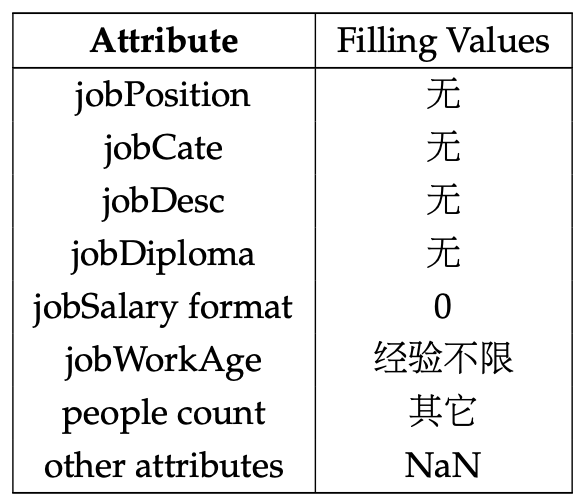 Attribute Filling Values
jobPosition 无
jobCate 无
jobDesc 无
jobDiploma 无
jobSalary format 0
jobWorkAge 经验不限
people count 其它
other attributes NaN